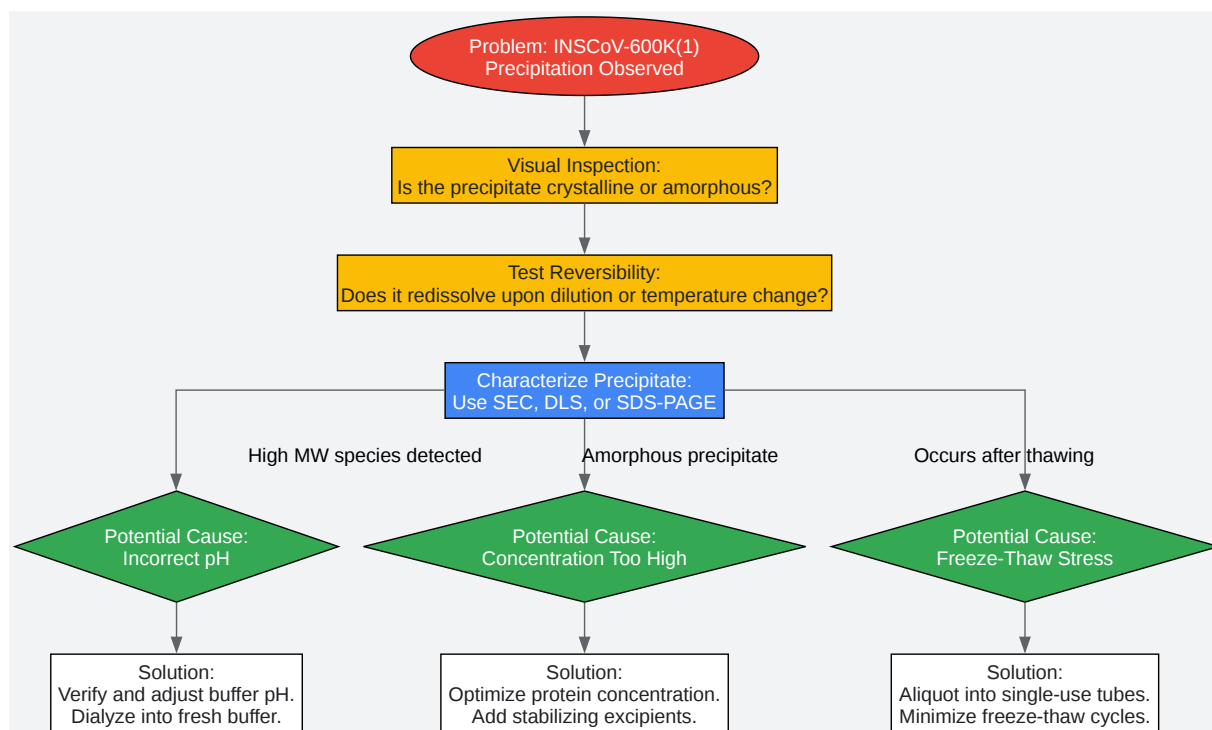 Problem: INSCoV-600K(1)
Precipitation Observed
Visual Inspection:
Is the precipitate crystalline or amorphous?
Test Reversibility:
Does it redissolve upon dilution or temperature change?
Characterize Precipitate:
Use SEC, DLS, or SDS-PAGE
High MW species detected
Amorphous precipitate
Occurs after thawing
Potential Cause:
Incorrect pH
Potential Cause:
Concentration Too High
Potential Cause:
Freeze-Thaw Stress
Solution:
Verify and adjust buffer pH.
Dialyze into fresh buffer.
Solution:
Optimize protein concentration.
Add stabilizing excipients.
Solution:
Aliquot into single-use tubes.
Minimize freeze-thaw cycles.